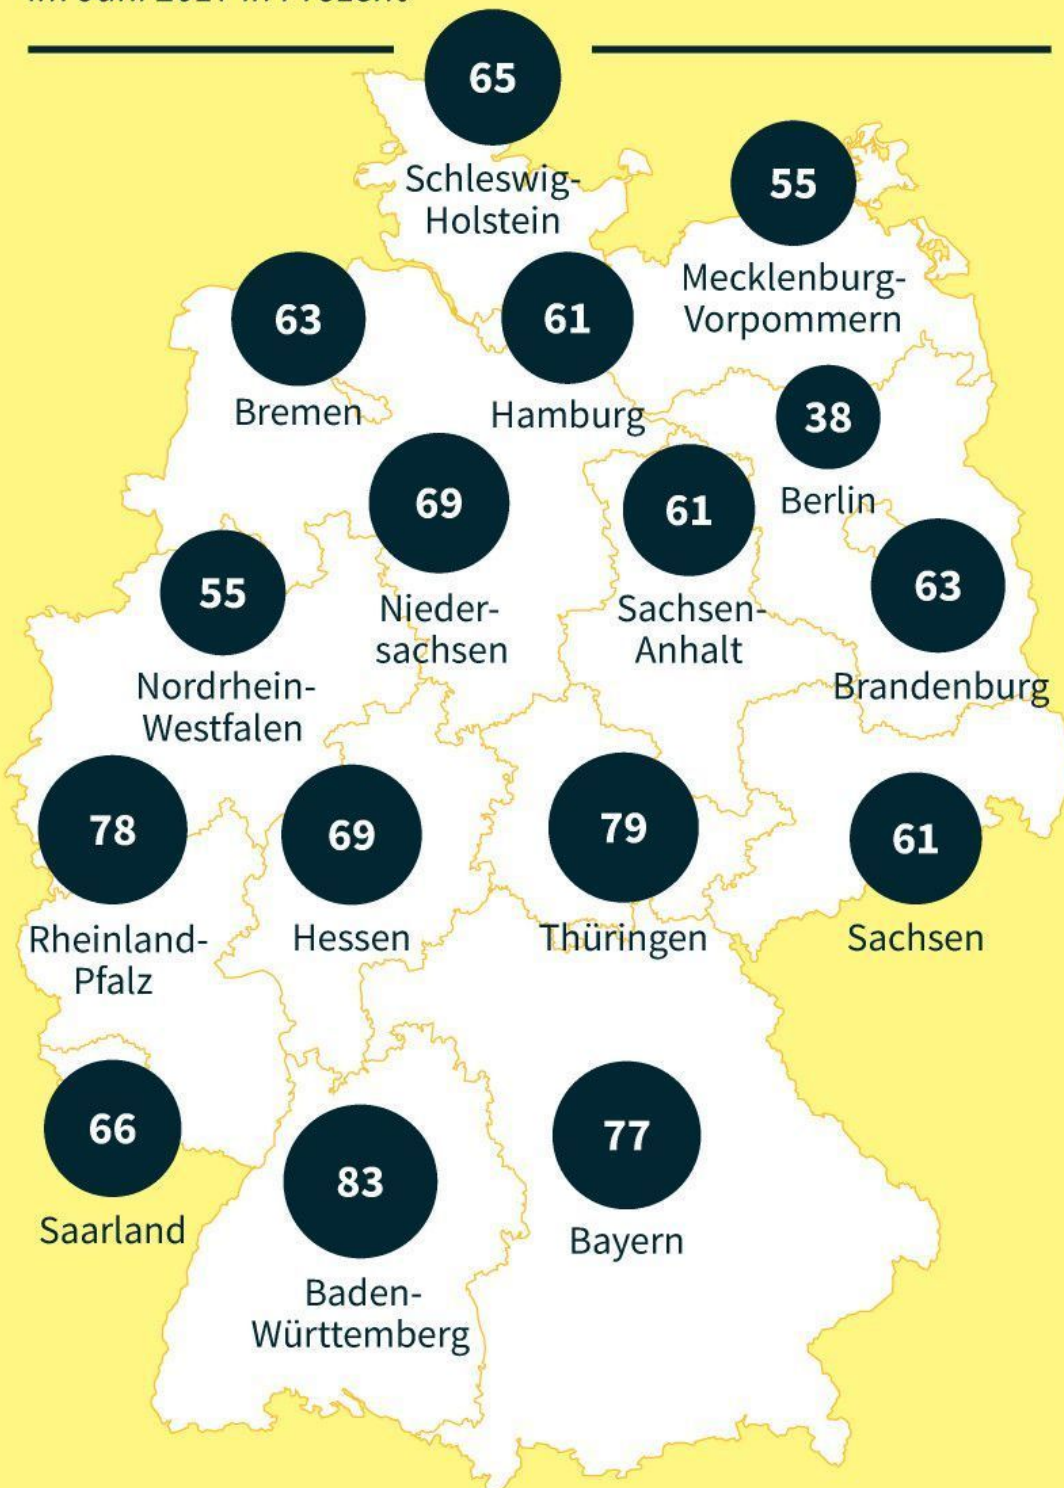 65
Schleswig-
Holstein
55
Mecklenburg-
Vorpommern
63
Bremen
61
Hamburg
38
Berlin
69
Nieder-
sachsen
61
Sachsen-
Anhalt
63
Brandenburg
55
Nordrhein-
Westfalen
78
Rheinland-
Pfalz
69
Hessen
79
Thüringen
61
Sachsen
66
Saarland
83
Baden-
Württemberg
77
Bayern